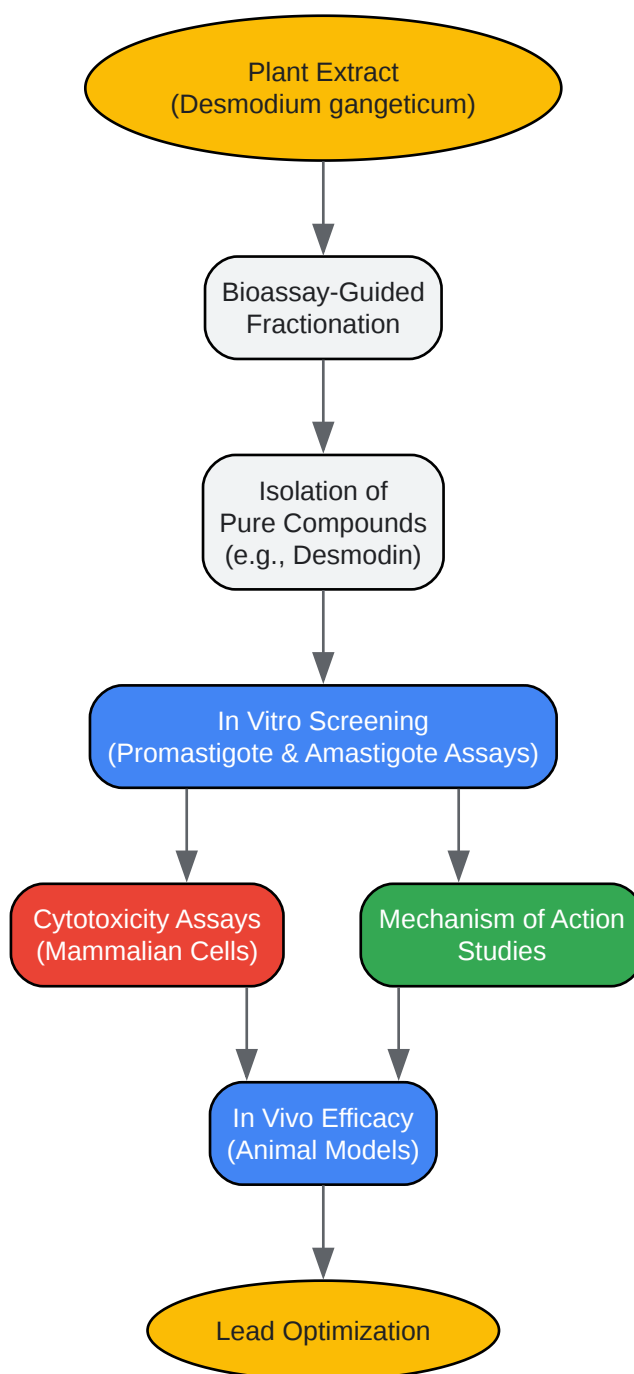 Plant Extract
(Desmodium gangeticum)
Bioassay-Guided
Fractionation
Isolation of
Pure Compounds
(e.g., Desmodin)
In Vitro Screening
(Promastigote & Amastigote Assays)
Cytotoxicity Assays
(Mammalian Cells)
Mechanism of Action
Studies
In Vivo Efficacy
(Animal Models)
Lead Optimization